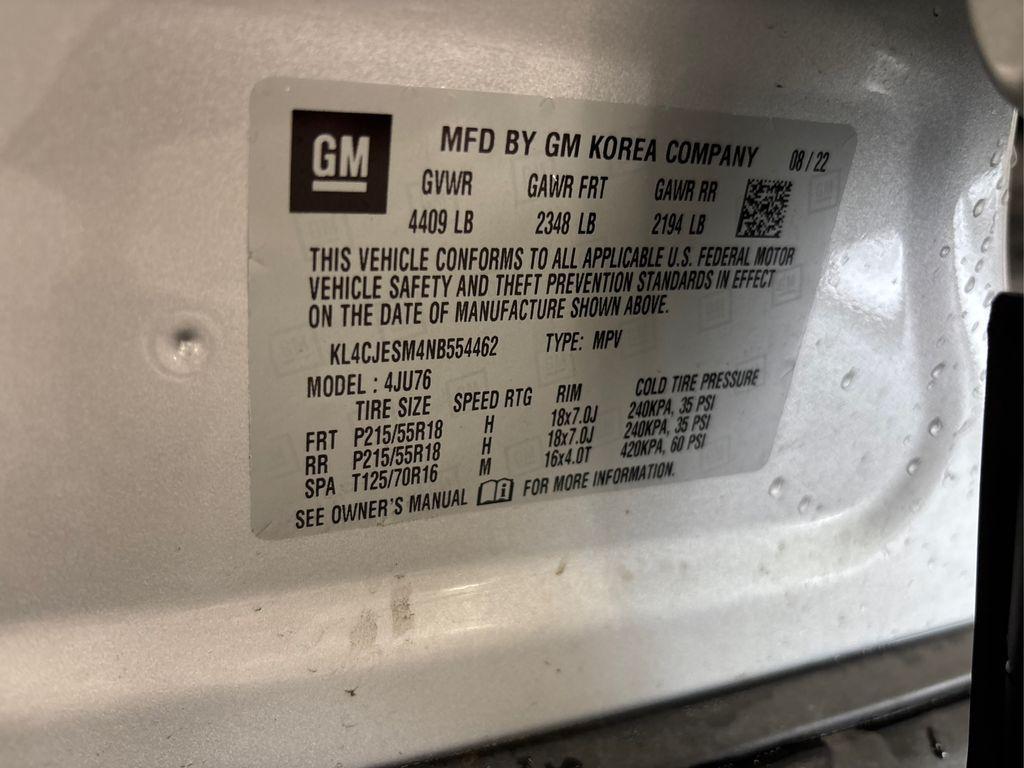 GM
MFD BY GM KOREA COMPANY 08 / 22
GVWR GAWR FRT GAWR RR
4409 LB 2348 LB 2194 LB
THIS VEHICLE CONFORMS TO ALL APPLICABLE U.S. FEDERAL MOTOR
VEHICLE SAFETY AND THEFT PREVENTION STANDARDS IN EFFECT
ON THE DATE OF MANUFACTURE SHOWN ABOVE.
KL4CJESM4NB554462 TYPE: MPV
MODEL : 4JU76
TIRE SIZE SPEED RTG RIM COLD TIRE PRESSURE
FRT P215/55R18 H 18x7.0J 240KPA, 35 PSI
RR P215/55R18 H 18x7.0J 240KPA, 35 PSI
SPA T125/70R16 M 16x4.0T 420KPA, 60 PSI
SEE OWNER'S MANUAL FOR MORE INFORMATION.